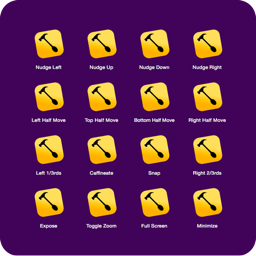 Nudge Left Nudge Up Nudge Down Nudge Right
Left Half Move Top Half Move Bottom Half Move Right Half Move
Left 1/3rds Caffineate Snap Right 2/3rds
Expose Toggle Zoom Full Screen Minimize